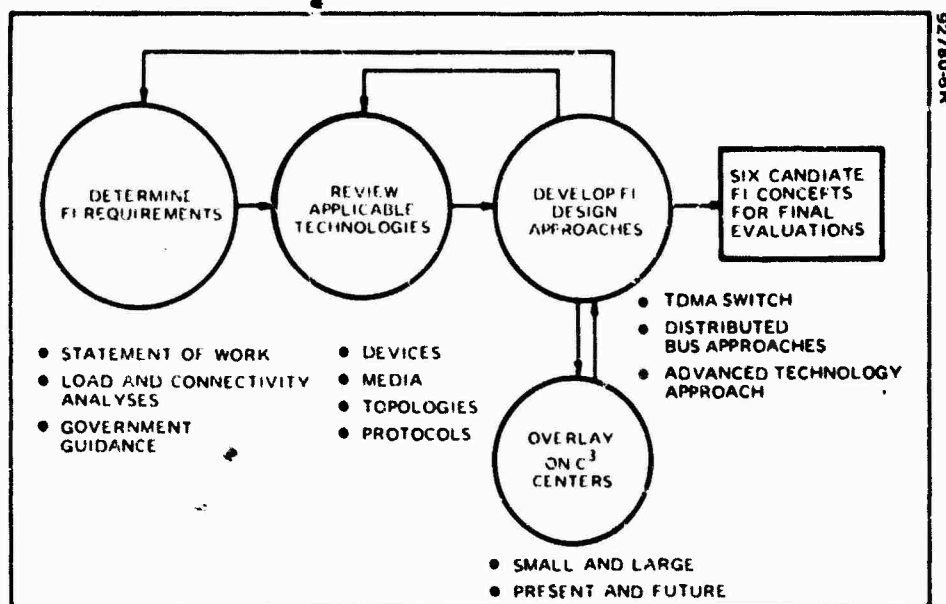 DETERMINE
FI REQUIREMENTS
REVIEW
APPLICABLE
TECHNOLOGIES
DEVELOP FI
DESIGN
APPROACHES
SIX CANDIATE
FI CONCEPTS
FOR FINAL
EVALUATIONS
● STATEMENT OF WORK
● LOAD AND CONNECTIVITY
ANALYSES
● GOVERNMENT
GUIDANCE
● DEVICES
● MEDIA
● TOPOLOGIES
● PROTOCOLS
● TDMA SWITCH
● DISTRIBUTED
BUS APPROACHES
● ADVANCED TECHNOLOGY
APPROACH
OVERLAY
ON C³
CENTERS
● SMALL AND LARGE
● PRESENT AND FUTURE